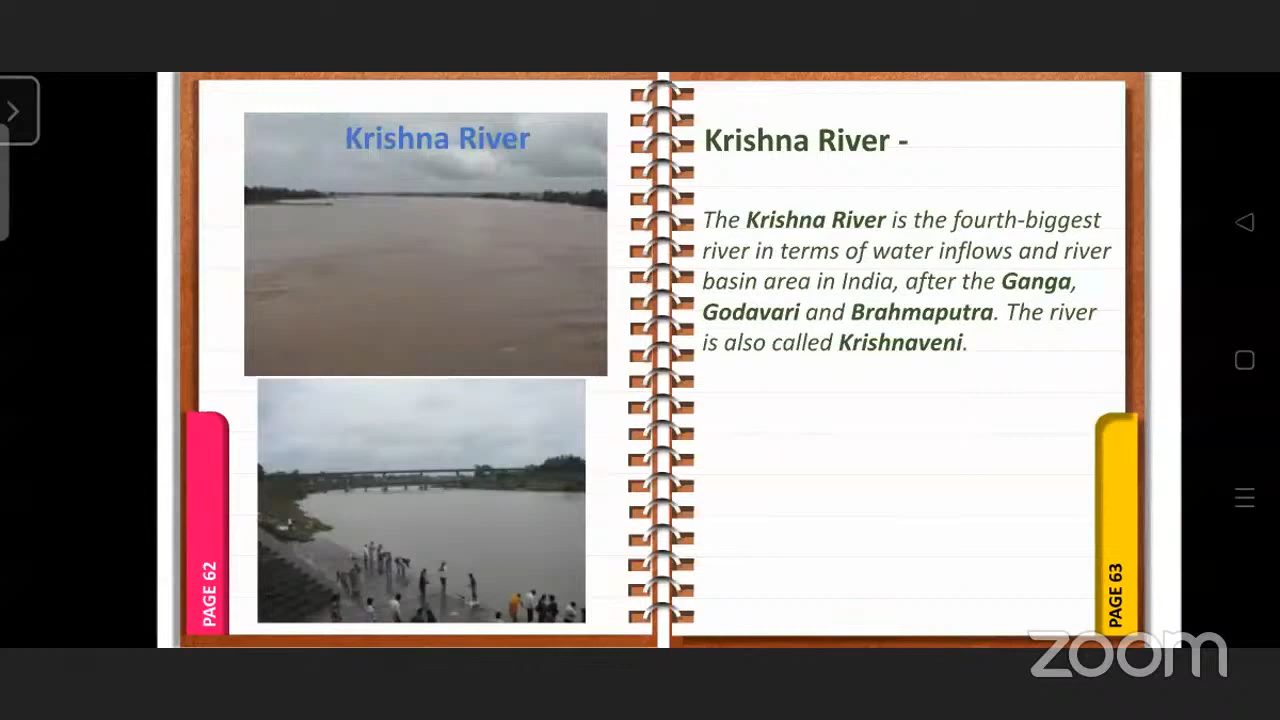 Krishna River
PAGE 62
Krishna River -
The Krishna River is the fourth-biggest
river in terms of water inflows and river
basin area in India, after the Ganga,
Godavari and Brahmaputra. The river
is also called Krishnaveni.
PAGE 63
zoom